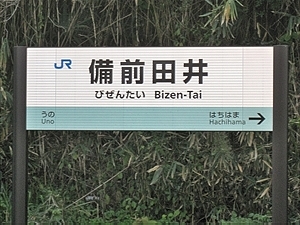 JR 備前田井
びぜんたい Bizen-Tai
うの はちはま
Uno Hachihama →